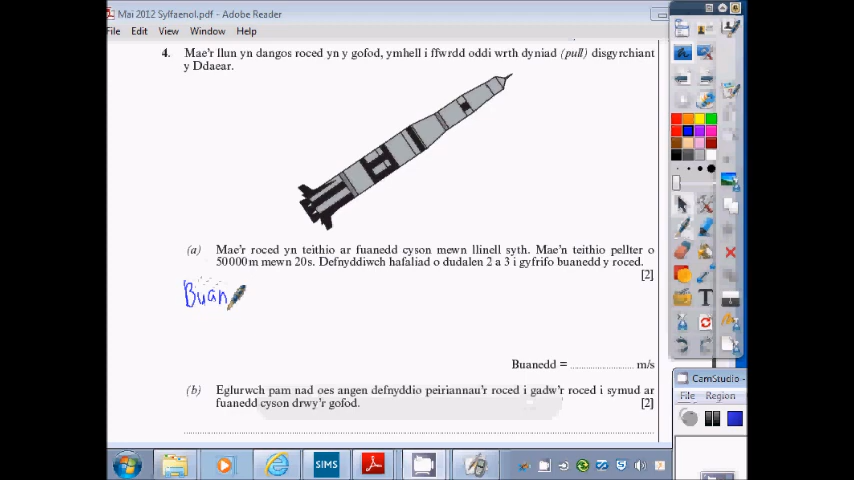 Mai 2012 Sylfaenol.pdf - Adobe Reader
File Edit View Window Help
4. Mae'r llun yn dangos roced yn y gofod, ymhell i ffwrdd oddi wrth dyniad (pull) disgyrchiant
y Ddaear.
(a) Mae'r roced yn teithio ar fuanedd cyson mewn llinell syth. Mae'n teithio pellter o
50000m mewn 20s. Defnyddiwch hafaliad o dudalen 2 a 3 i gyfrifo buanedd y roced.
[2]
Buan
Buanedd = ........................ m/s
(b) Eglurwch pam nad oes angen defnyddio peiriannau'r roced i gadw'r roced i symud ar
fuanedd cyson drwy'r gofod. [2]
CamStudio -
File Region
SIMS